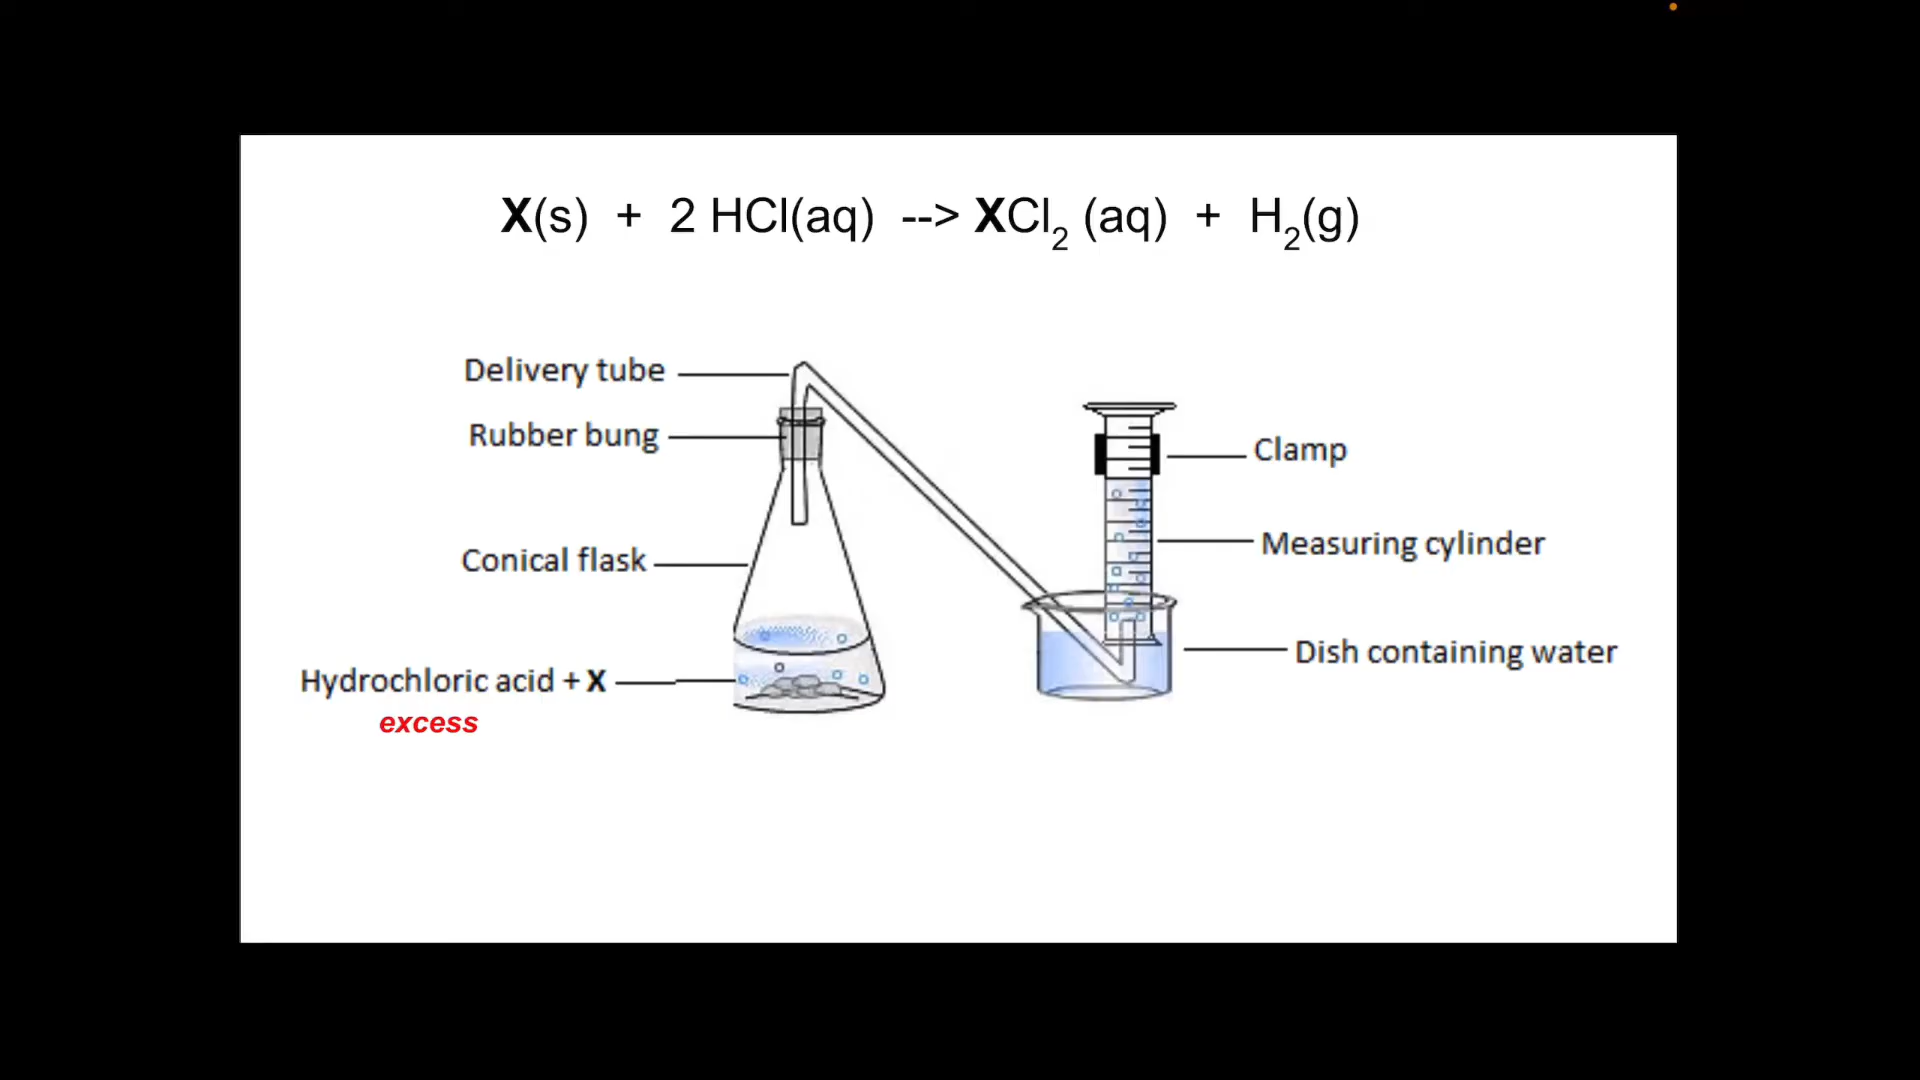 X(s) + 2 HCl(aq) --> XCl2 (aq) + H2(g)
Delivery tube
Rubber bung
Clamp
Conical flask
Measuring cylinder
Hydrochloric acid + X
excess
Dish containing water